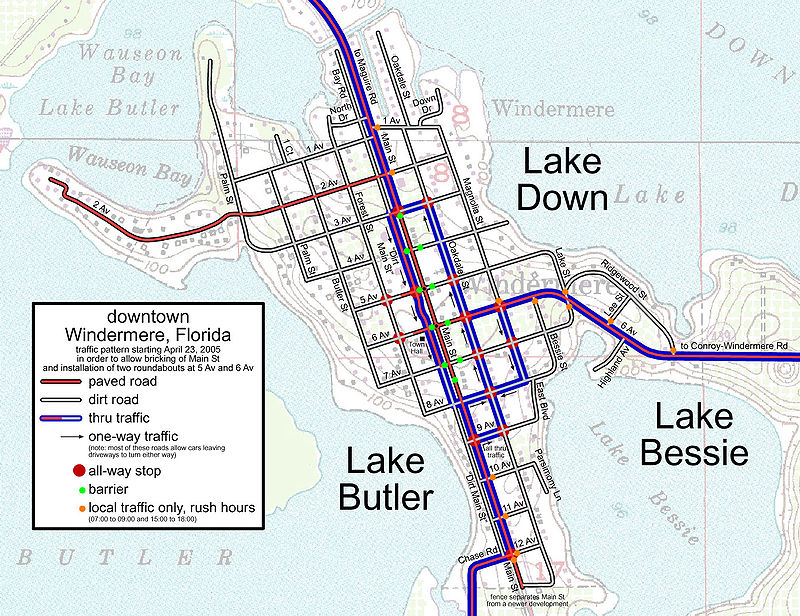 Wauseon
Bay
Lake Butler
Wauseon Bay
DOWN
98
98
98
96
Windermere
8
8
Lake
Down
Lake
D
Windermere
100
100
100
to Maguire Rd
Bay Rd
Oakdale St
North
Dr
Down
Dr
1 Av
1 Ct
1 Av
Main St
2 Av
2 Av
Palm St
Forest St
3 Av
Magnolia St
4 Av
Palm St
"Dirt
Main St"
Oakdale St
Butler St
5 Av
Lake St
Ridgewood St
Lee St
6 Av
to Conroy-Windermere Rd
6 Av
Town
Hall
Main St
Bessie St
Highland Av
7 Av
8 Av
East Blvd
9 Av
all thru
traffic
10 Av
Parsimony Ln
"Dirt Main St"
11 Av
12 Av
Chase Rd
Main St
17
fence separates Main St
from a newer development
Lake
Butler
Lake
Bessie
Lake
Bessie
BUTLER
downtown
Windermere, Florida
traffic pattern starting April 23, 2005
in order to allow bricking of Main St
and installation of two roundabouts at 5 Av and 6 Av
paved road
dirt road
thru traffic
one-way traffic
(note: most of these roads allow cars leaving
driveways to turn either way)
all-way stop
barrier
local traffic only, rush hours
(07:00 to 09:00 and 15:00 to 18:00)